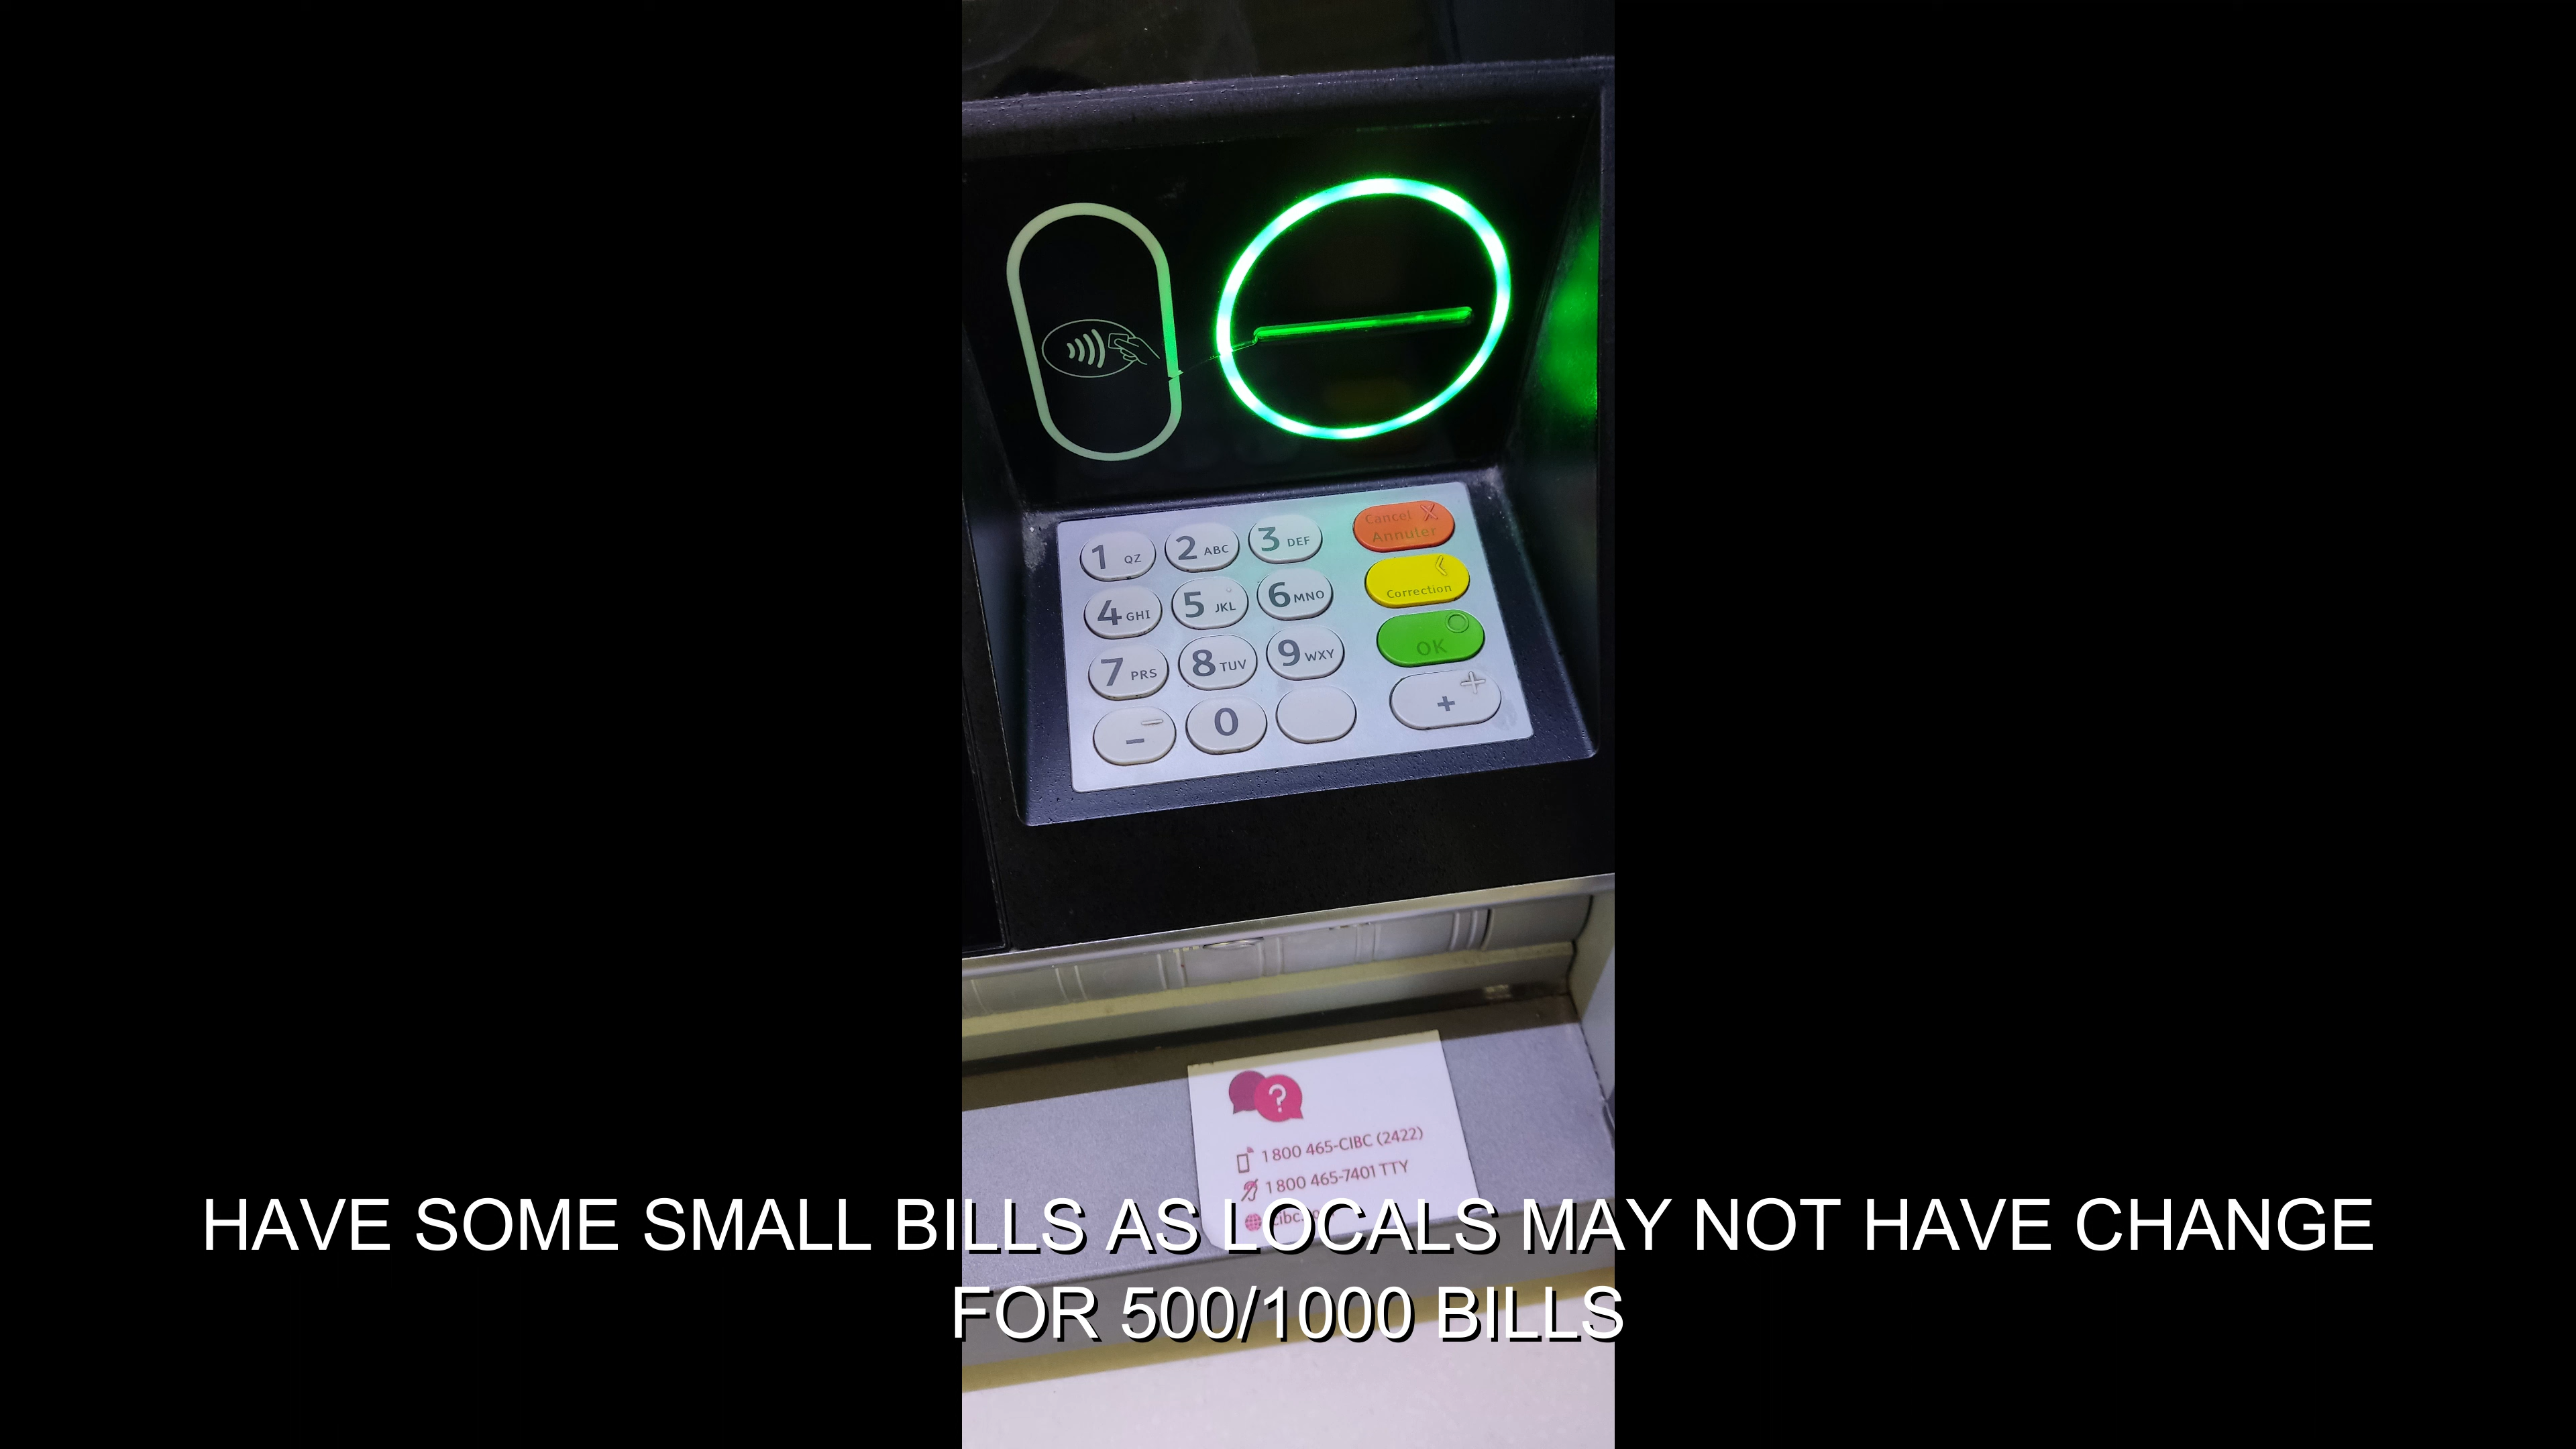 Cancel X
Annuler
1 QZ 2 ABC 3 DEF
Correction
4 GHI 5 JKL 6 MNO
OK
7 PRS 8 TUV 9 WXY
- 0 +
?
1 800 465-CIBC (2422)
1 800 465-7401 TTY
HAVE SOME SMALL BILLS AS LOCALS MAY NOT HAVE CHANGE
FOR 500/1000 BILLS